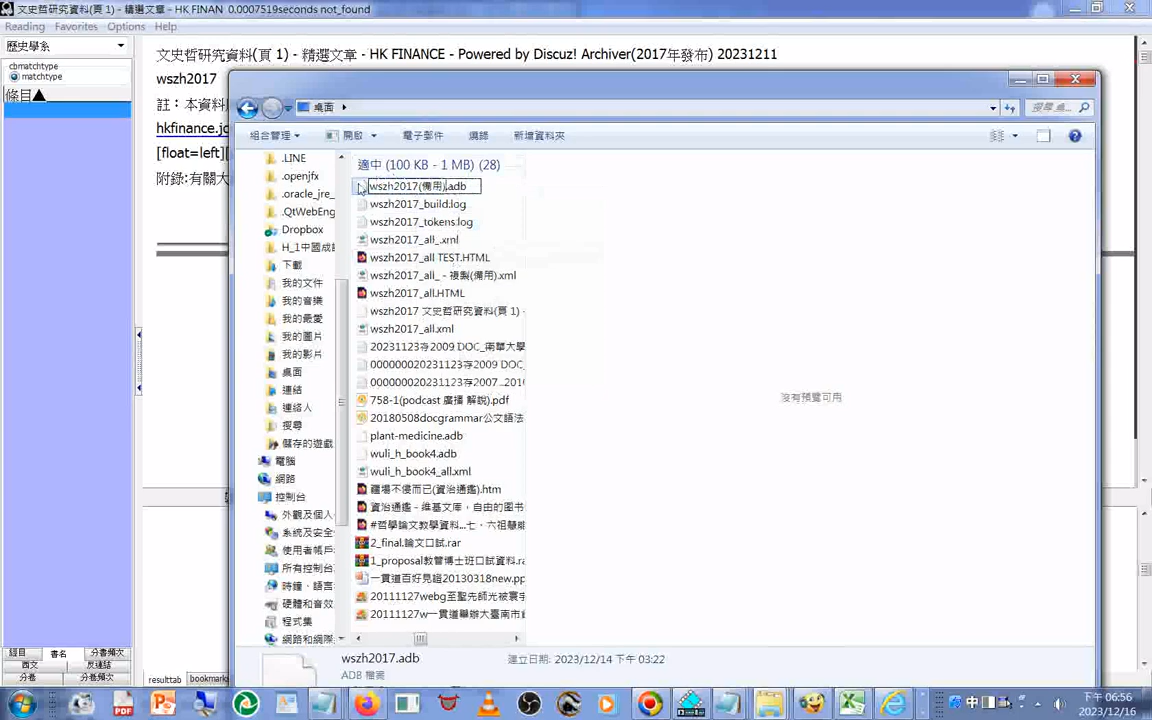 文史哲研究資料(頁 1) - 精選文章 - HK FINAN 0.0007519seconds not_found
Reading Favorites Options Help
歷史學系
cbmatchtype
matchtype
條目▲
文史哲研究資料(頁 1) - 精選文章 - HK FINANCE - Powered by Discuz! Archiver(2017年發布) 20231211
wszh2017
註：本資料
hkfinance.jo
[float=left]
附錄:有關大
桌面
搜尋 桌...
組合管理
開啟
電子郵件
燒錄
新增資料夾
.LINE
.openjfx
.oracle_jre_
.QtWebEng
Dropbox
H_1中國成
下載
我的文件
我的音樂
我的最愛
我的圖片
我的影片
桌面
連結
連絡人
搜尋
儲存的遊戲
電腦
網路
控制台
外觀及個人
系統及安全
使用者帳戶
所有控制台
時鐘、語言
硬體和音效
程式集
網路和網際
適中 (100 KB - 1 MB) (28)
wszh2017(備用).adb
wszh2017_build.log
wszh2017_tokens.log
wszh2017_all_.xml
wszh2017_all TEST.HTML
wszh2017_all_ - 複製(備用).xml
wszh2017_all.HTML
wszh2017 文史哲研究資料(頁 1) -
wszh2017_all.xml
20231123存2009 DOC_南華大學
000000020231123存2009 DOC_
000000020231123存2007..201
758-1(podcast 廣播 解說).pdf
20180508docgrammar公文語法
plant-medicine.adb
wuli_h_book4.adb
wuli_h_book4_all.xml
疆場不侵而已(資治通鑑).htm
資治通鑑 - 維基文庫，自由的图书
#哲學論文教學資料...七、六祖慧能
2_final.論文口試.rar
1_proposal教管博士班口試資料.ra
一貫道百好見證20130318new.pp
20111127webg至聖先師光被寰宇
20111127w一貫道舉辦大臺南市
沒有預覽可用
wszh2017.adb
建立日期: 2023/12/14 下午 03:22
ADB 檔案
經目 書名 分書頻次
西文 反連結
分卷 分卷頻次
resulttab bookmark
中
下午 06:56
2023/12/16